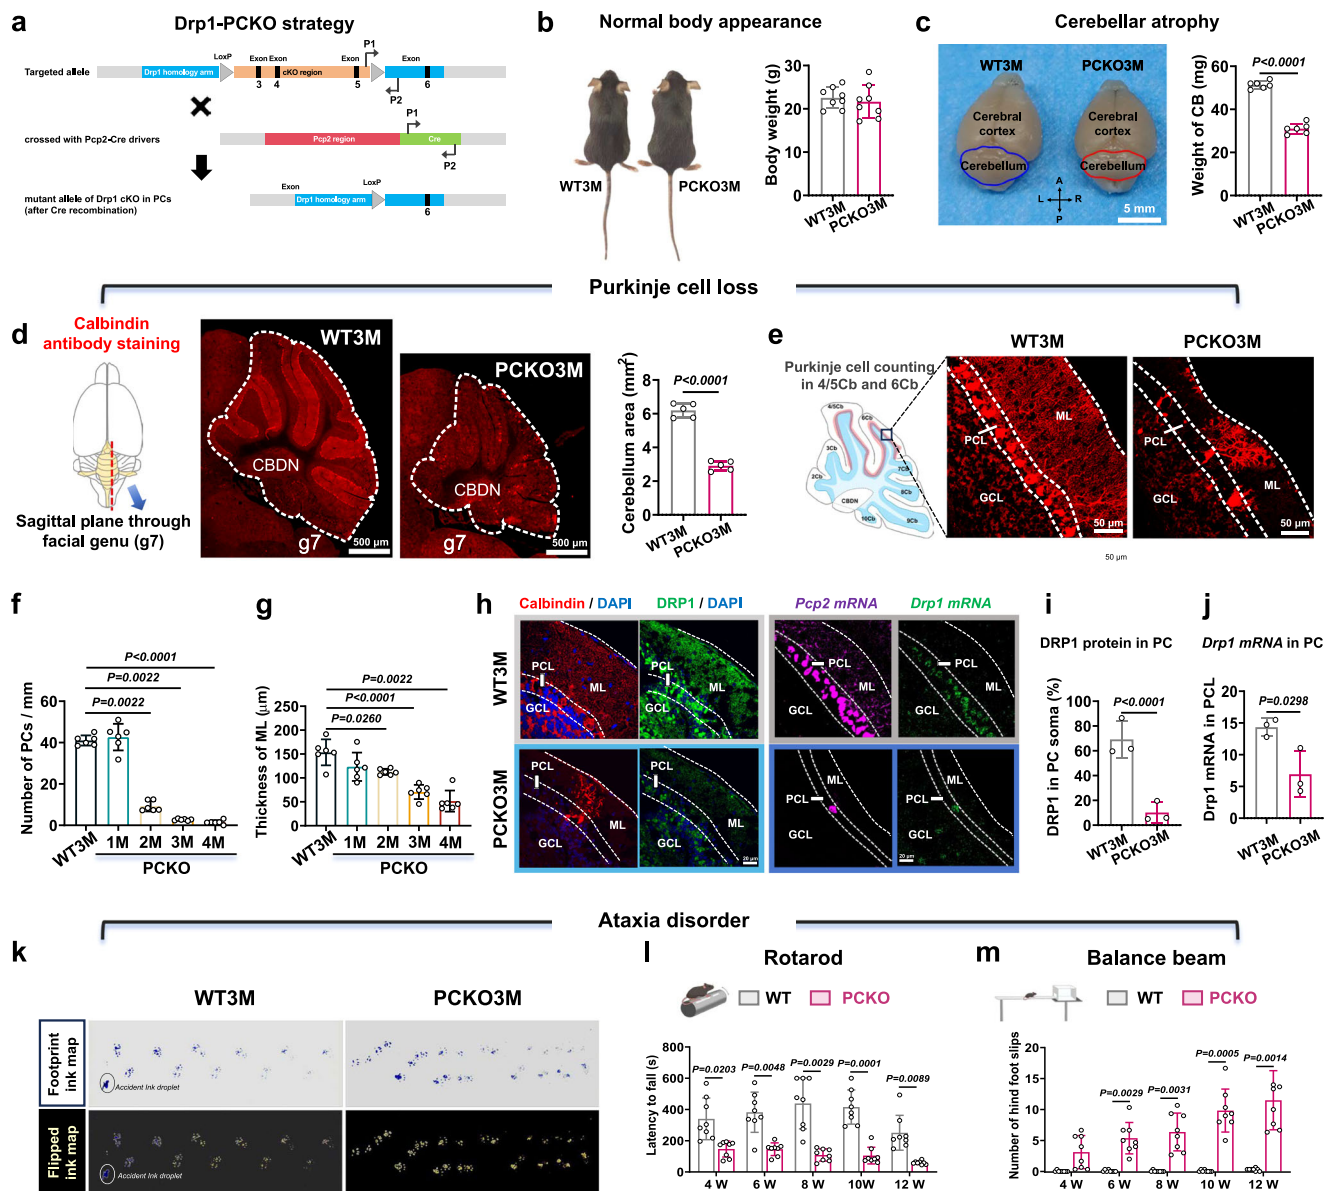 a
Drp1-PCKO strategy
LoxP
Exon
Exon
Exon
P1
Exon
Targeted allele
Drp1 homology arm
cKO region
3
4
5
P2
6
P1
crossed with Pcp2-Cre drivers
Pcp2 region
Cre
P2
Exon
LoxP
mutant allele of Drp1 cKO in PCs
(after Cre recombination)
Drp1 homology arm
6
b
Normal body appearance
WT3M
PCKO3M
Body weight (g)
30
20
10
0
WT3M
PCKO3M
c
Cerebellar atrophy
WT3M
PCKO3M
Cerebral
cortex
Cerebral
cortex
Cerebellum
Cerebellum
A
L
R
P
5 mm
Weight of CB (mg)
60
40
20
0
P<0.0001
WT3M
PCKO3M
Purkinje cell loss
d
Calbindin
antibody staining
Sagittal plane through
facial genu (g7)
WT3M
CBDN
g7
500 µm
PCKO3M
CBDN
g7
500 µm
Cerebellum area (mm²)
8
6
4
2
0
P<0.0001
WT3M
PCKO3M
e
Purkinje cell counting
in 4/5Cb and 6Cb
4/5Cb
6Cb
3Cb
2Cb
7Cb
8Cb
CBDN
10Cb
9Cb
WT3M
PCL
ML
GCL
50 µm
PCKO3M
PCL
ML
GCL
50 µm
50 µm
f
Number of PCs / mm
60
40
20
0
P<0.0001
P=0.0022
P=0.0022
WT3M
1M
2M
3M
4M
PCKO
g
Thickness of ML (µm)
250
200
150
100
50
0
P=0.0022
P<0.0001
P=0.0260
WT3M
1M
2M
3M
4M
PCKO
h
Calbindin / DAPI
DRP1 / DAPI
Pcp2 mRNA
Drp1 mRNA
WT3M
PCL
ML
GCL
PCL
ML
GCL
PCL
ML
GCL
PCL
ML
GCL
PCKO3M
PCL
ML
GCL
PCL
ML
GCL
20 µm
ML
PCL
GCL
ML
PCL
GCL
20 µm
i
DRP1 protein in PC
DRP1 in PC soma (%)
100
80
60
40
20
0
P<0.0001
WT3M
PCKO3M
j
Drp1 mRNA in PC
Drp1 mRNA in PCL
20
15
10
5
0
P=0.0298
WT3M
PCKO3M
Ataxia disorder
k
WT3M
PCKO3M
Footprint
ink map
Accident Ink droplet
Flipped
ink map
Accident Ink droplet
l
Rotarod
WT
PCKO
Latency to fall (s)
800
600
400
200
0
P=0.0203
P=0.0048
P=0.0029
P=0.0001
P=0.0089
4 W
6 W
8 W
10W
12 W
m
Balance beam
WT
PCKO
Number of hind foot slips
20
15
10
5
0
P=0.0029
P=0.0031
P=0.0005
P=0.0014
4 W
6 W
8 W
10 W
12 W